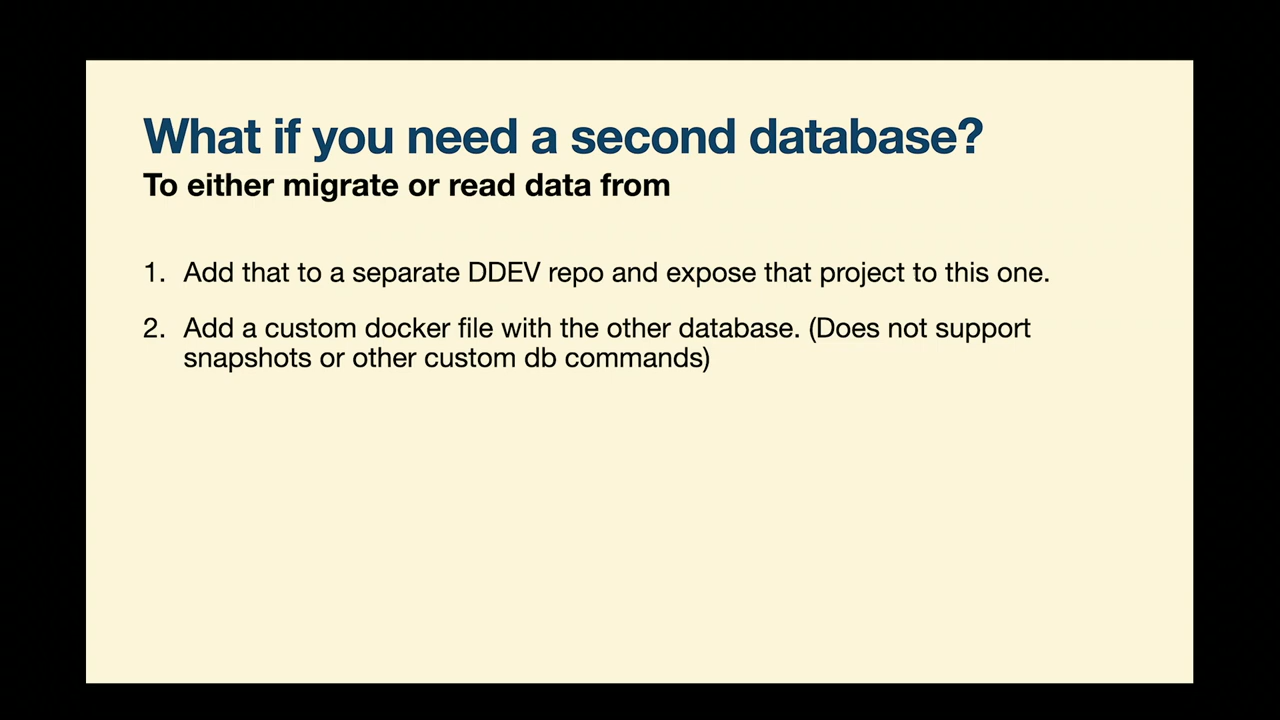 What if you need a second database?
To either migrate or read data from
1. Add that to a separate DDEV repo and expose that project to this one.
2. Add a custom docker file with the other database. (Does not support
snapshots or other custom db commands)